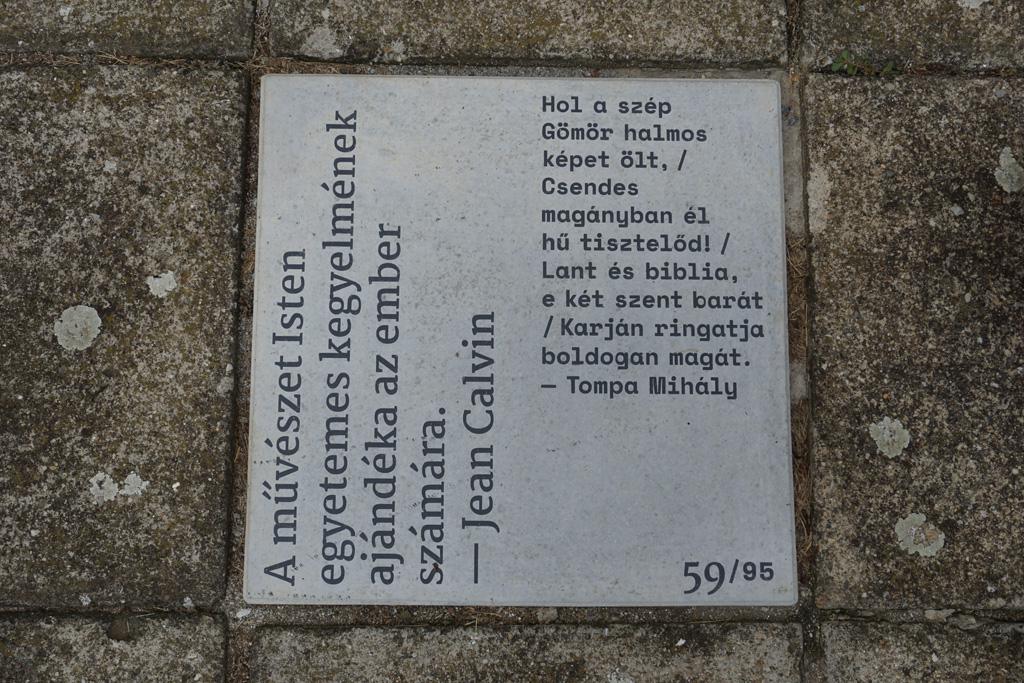 A művészet Isten
egyetemes kegyelmének
ajándéka az ember
számára.
— Jean Calvin
Hol a szép
Gömör halmos
képet ölt, /
Csendes
magányban él
hű tisztelőd! /
Lant és biblia,
e két szent barát
/ Karján ringatja
boldogan magát.
— Tompa Mihály
59/95